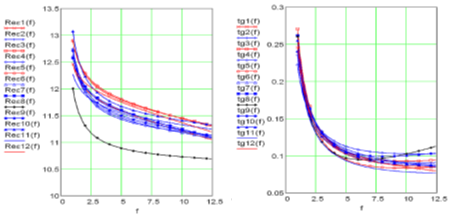 Rec1(f)
Rec2(f)
Rec3(f)
Rec4(f)
Rec5(f)
Rec6(f)
Rec7(f)
Rec8(f)
Rec9(f)
Rec10(f)
Rec11(f)
Rec12(f)
13.5
13
12.5
12
11.5
11
10.5
10
0
2.5
5
7.5
10
12.5
f
tg1(f)
tg2(f)
tg3(f)
tg4(f)
tg5(f)
tg6(f)
tg7(f)
tg8(f)
tg9(f)
tg10(f)
tg11(f)
tg12(f)
0.3
0.25
0.2
0.15
0.1
0.05
0
2.5
5
7.5
10
12.5
f